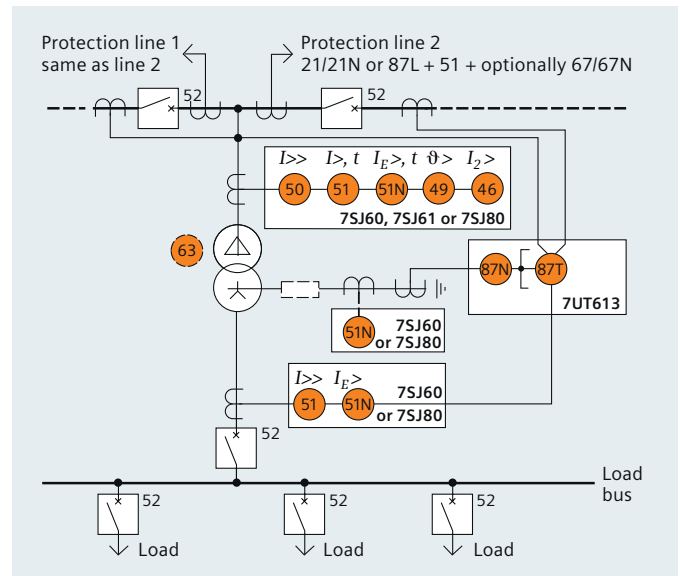 Protection line 1
same as line 2
Protection line 2
21/21N or 87L + 51 + optionally 67/67N
52
52
I>> I>, t I_E>, t ϑ> I_2>
50 51 51N 49 46
7SJ60, 7SJ61 or 7SJ80
63
87N 87T
7UT613
51N 7SJ60
or 7SJ80
I>> I_E>
7SJ60
51 51N
or 7SJ80
52
Load
bus
52 52 52
Load Load Load